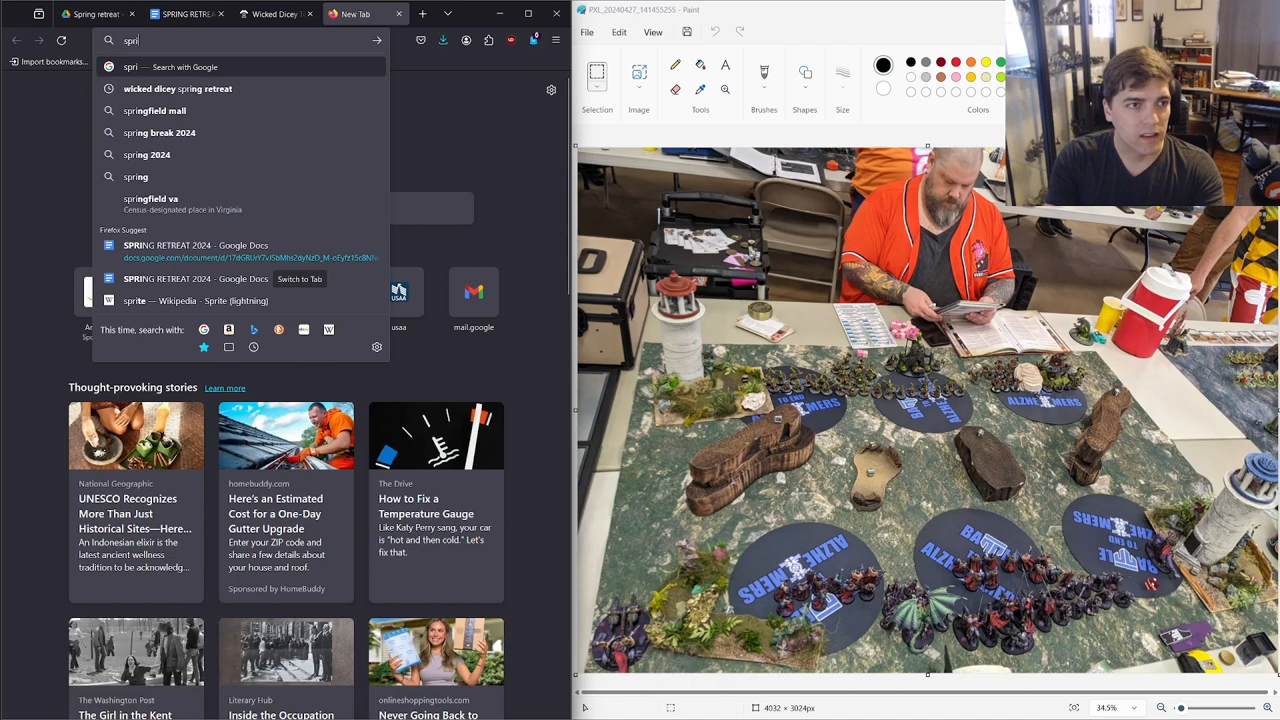 Spring retreat
SPRING RETREA
Wicked Dicey T
New Tab
spri
Import bookmarks...
spri — Search with Google
wicked dicey spring retreat
springfield mall
spring break 2024
spring 2024
spring
springfield va
Census-designated place in Virginia
Firefox Suggest
SPRING RETREAT 2024 - Google Docs
SPRING RETREAT 2024 - Google Docs
Switch to Tab
sprite — Wikipedia - Sprite (lightning)
This time, search with:
usaa
mail.google
Thought-provoking stories
Learn more
National Geographic
UNESCO Recognizes
More Than Just
Historical Sites—Here...
An Indonesian elixir is the
latest ancient wellness
tradition to be acknowledg...
homebuddy.com
Here's an Estimated
Cost for a One-Day
Gutter Upgrade
Enter your ZIP code and
share a few details about
your house and roof.
Sponsored by HomeBuddy
The Drive
How to Fix a
Temperature Gauge
Like Katy Perry sang, your car
is "hot and then cold." Let's
fix that.
The Washington Post
The Girl in the Kent
Literary Hub
Inside the Occupation
onlineshoppingtools.com
Never Going Back to
PXL_20240427_141455255 - Paint
File
Edit
View
Selection
Image
Tools
Brushes
Shapes
Size
Colors
TO END
ALZHEIMERS
BATTLE
TO END
ALZHEIMERS
4032 × 3024px
34.5%